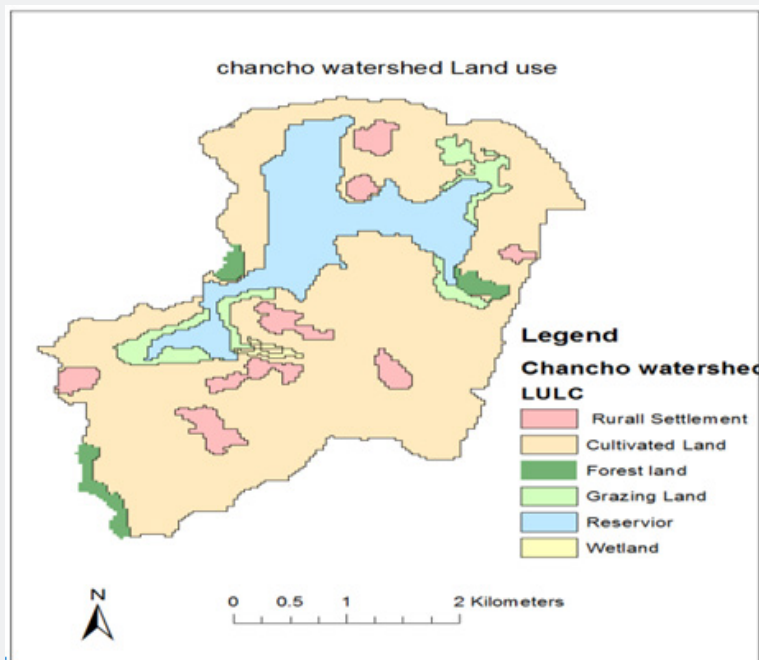 chancho watershed Land use
Legend
Chancho watershed
LULC
Rurall Settlement
Cultivated Land
Forest land
Grazing Land
Reservior
Wetland
N
0 0.5 1 2 Kilometers